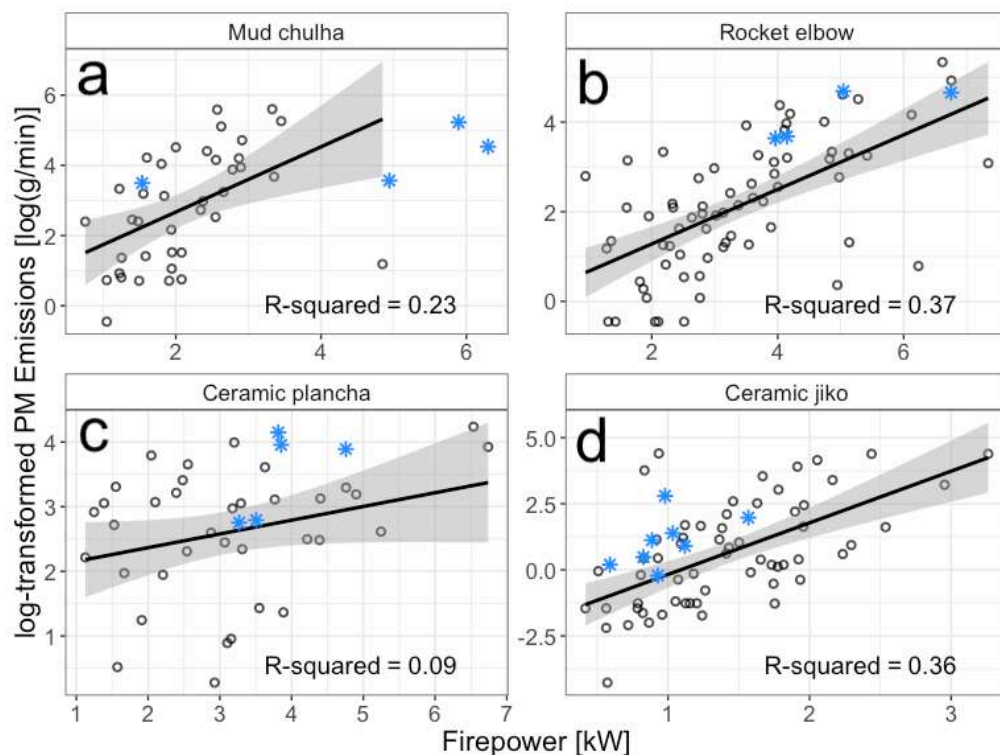 Mud chulha
Rocket elbow
a
b
6
4
2
0
4
2
0
R-squared = 0.23
R-squared = 0.37
2
4
6
2
4
6
Ceramic plancha
Ceramic jiko
c
d
4
3
2
1
5.0
2.5
0.0
-2.5
R-squared = 0.09
R-squared = 0.36
1
2
3
4
5
6
7
1
2
3
log-transformed PM Emissions [log(g/min)]
Firepower [kW]